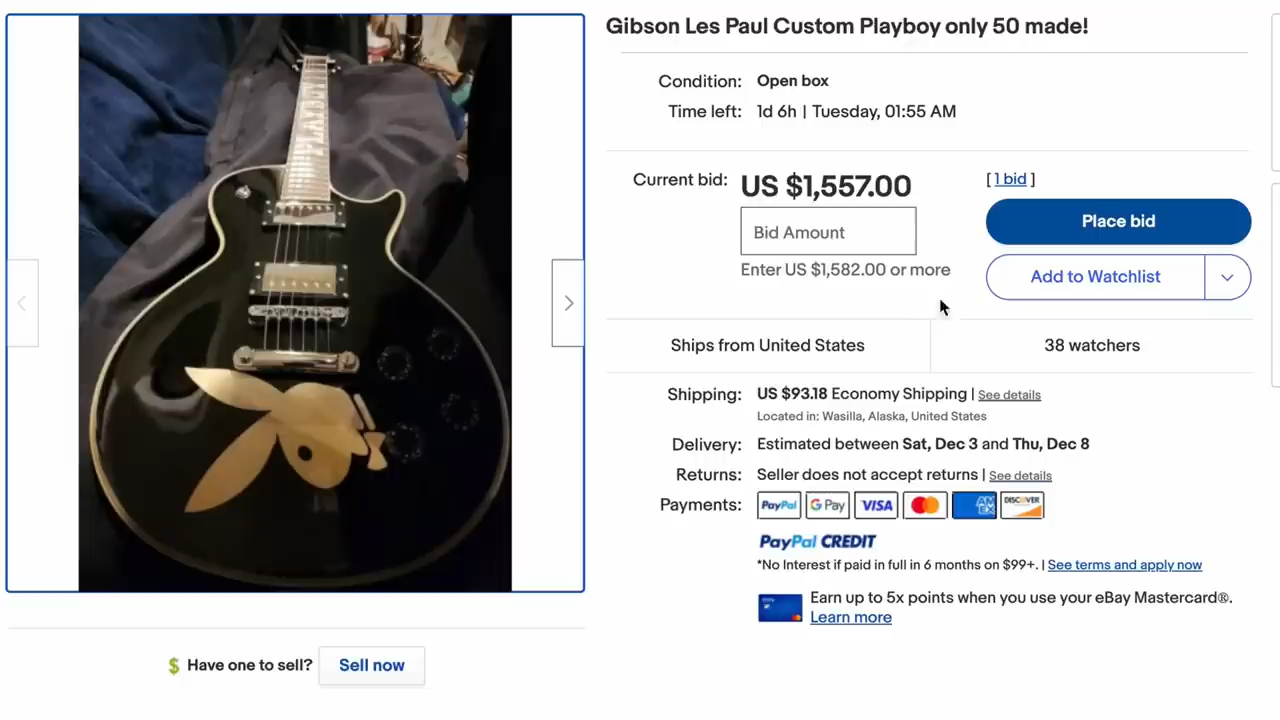 Gibson Les Paul Custom Playboy only 50 made!
Condition: Open box
Time left: 1d 6h | Tuesday, 01:55 AM
Current bid: US $1,557.00 [ 1 bid ]
Bid Amount
Place bid
Enter US $1,582.00 or more
Add to Watchlist
Ships from United States
38 watchers
Shipping: US $93.18 Economy Shipping | See details
Located in: Wasilla, Alaska, United States
Delivery: Estimated between Sat, Dec 3 and Thu, Dec 8
Returns: Seller does not accept returns | See details
Payments: PayPal G Pay VISA AM EX DISCOVER
PayPal CREDIT
*No Interest if paid in full in 6 months on $99+. | See terms and apply now
Earn up to 5x points when you use your eBay Mastercard®.
Learn more
Have one to sell? Sell now